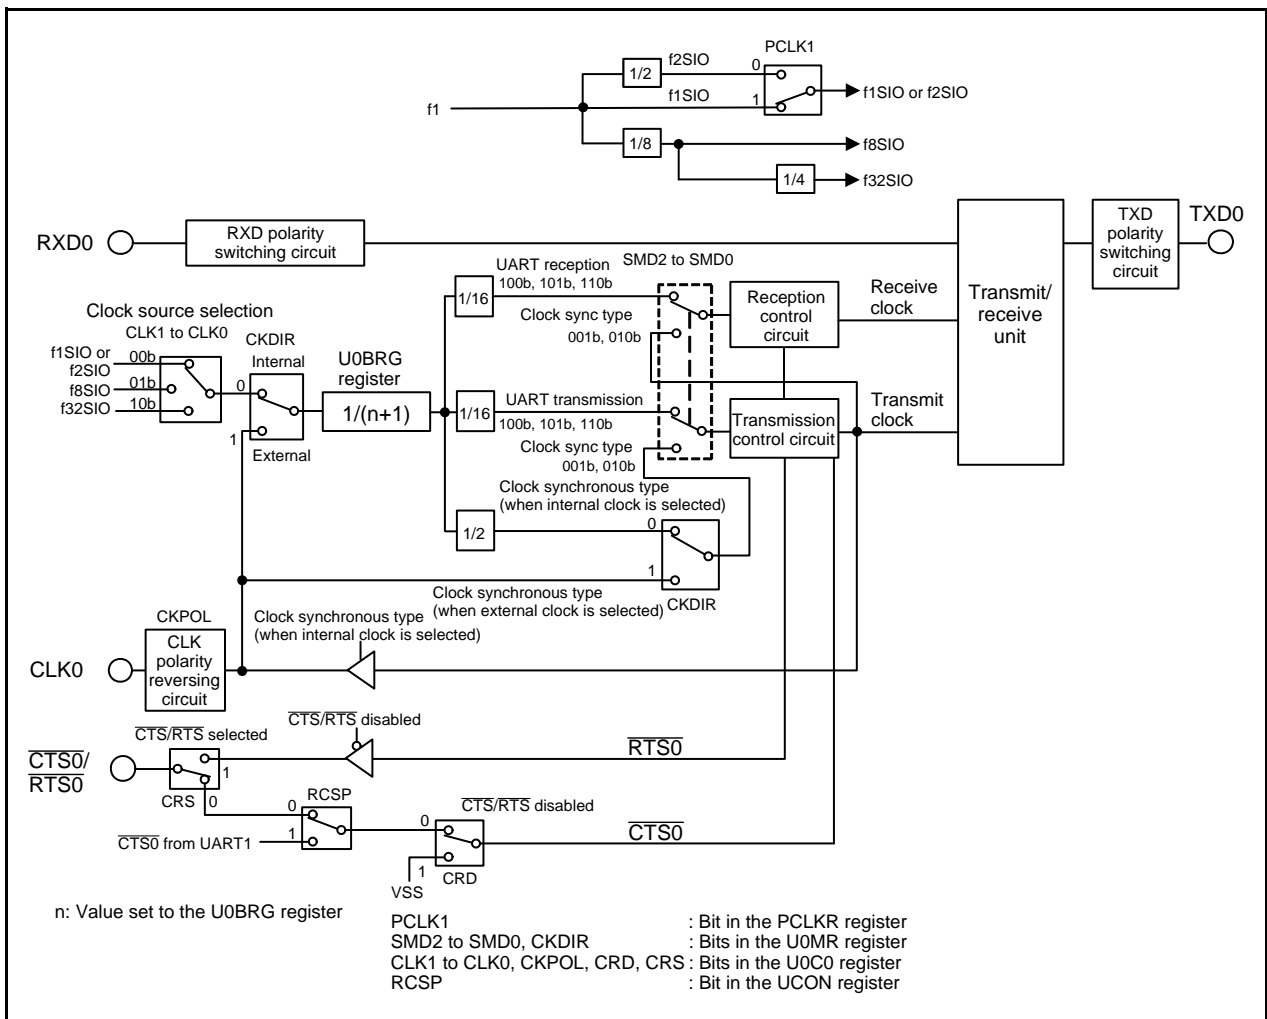 PCLK1
f2SIO
0
1/2
f1SIO
1
f1SIO or f2SIO
f1
1/8
f8SIO
1/4
f32SIO
RXD0
RXD polarity
switching circuit
TXD
polarity
switching
circuit
TXD0
UART reception
100b, 101b, 110b
SMD2 to SMD0
1/16
Clock sync type
001b, 010b
Reception
control
circuit
Receive
clock
Transmit/
receive
unit
Clock source selection
CLK1 to CLK0
f1SIO or
f2SIO
00b
f8SIO
01b
f32SIO
10b
CKDIR
Internal
0
1
External
U0BRG
register
1/(n+1)
1/16
UART transmission
100b, 101b, 110b
Clock sync type
001b, 010b
Transmission
control circuit
Transmit
clock
Clock synchronous type
(when internal clock is selected)
1/2
0
1
CKDIR
Clock synchronous type
(when external clock is selected)
CKPOL
Clock synchronous type
(when internal clock is selected)
CLK0
CLK
polarity
reversing
circuit
CTS/RTS disabled
CTS/RTS selected
CTS0/
RTS0
1
CRS
0
RTS0
RCSP
0
1
CTS0 from UART1
CTS/RTS disabled
0
1
VSS
CRD
CTS0
n: Value set to the U0BRG register
PCLK1 : Bit in the PCLKR register
SMD2 to SMD0, CKDIR : Bits in the U0MR register
CLK1 to CLK0, CKPOL, CRD, CRS : Bits in the U0C0 register
RCSP : Bit in the UCON register